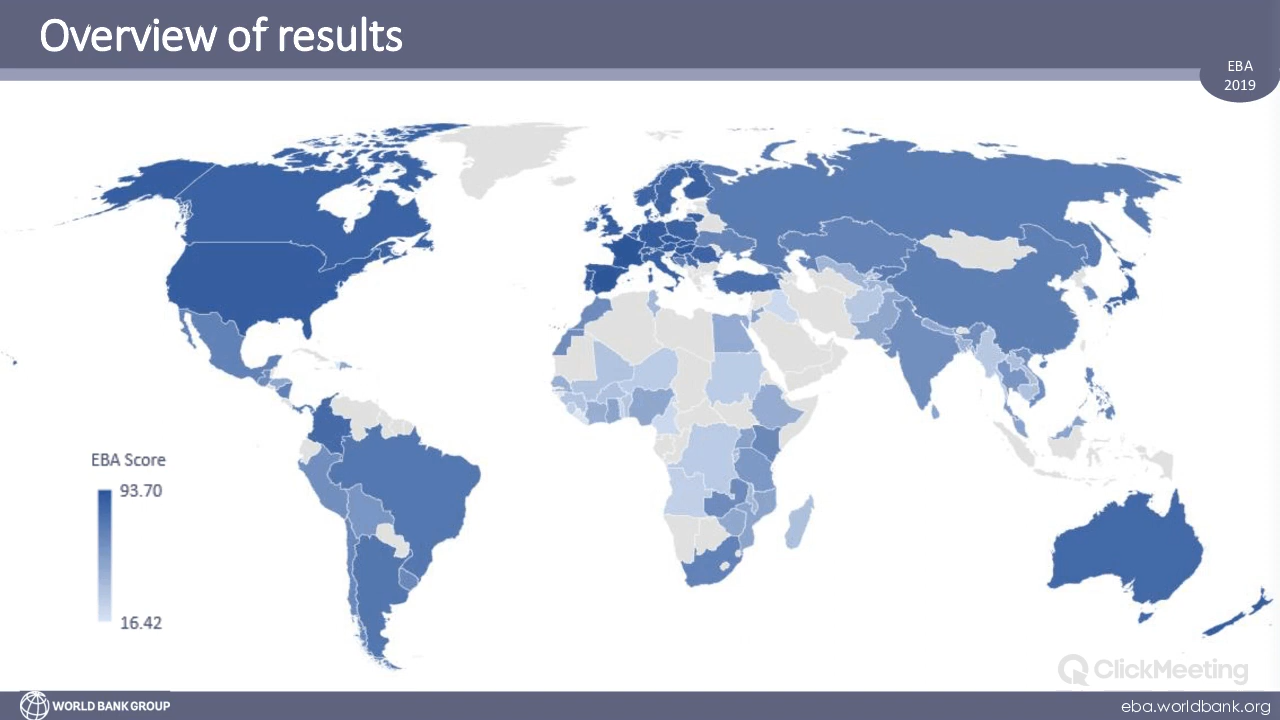 Overview of results
EBA
2019
EBA Score
93.70
16.42
ClickMeeting
WORLD BANK GROUP
eba.worldbank.org